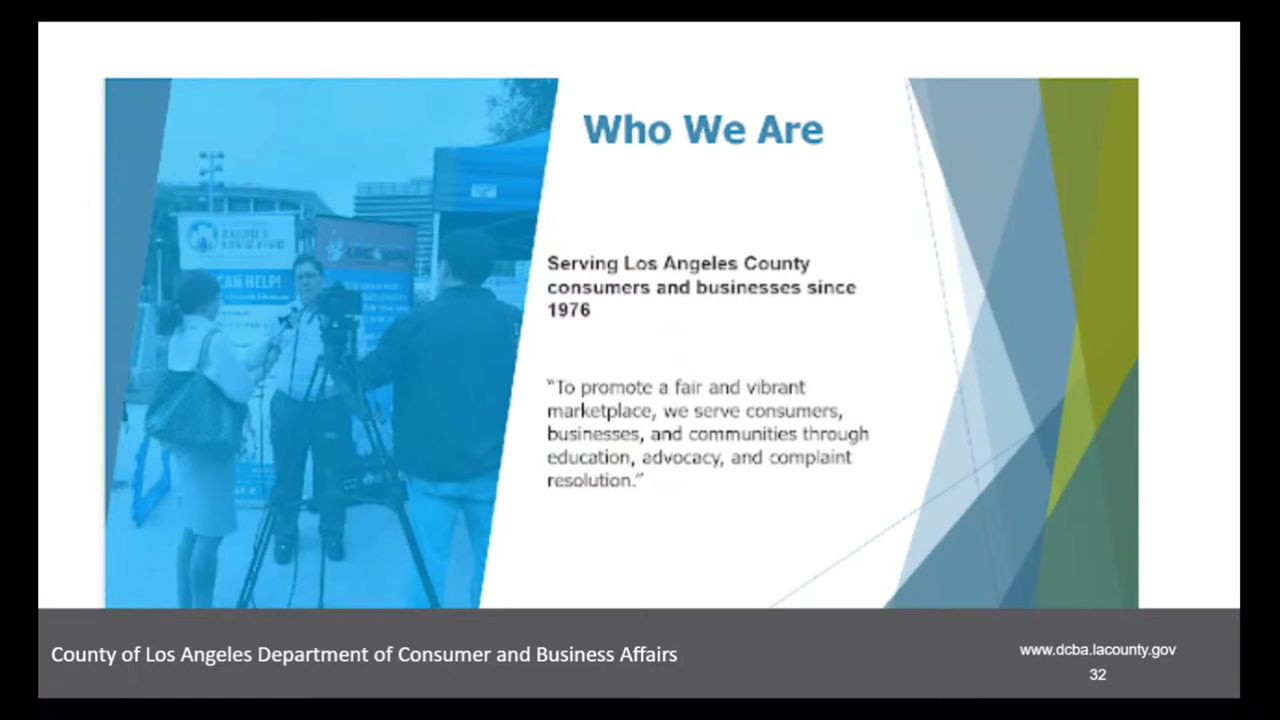 Who We Are
Serving Los Angeles County
consumers and businesses since
1976
“To promote a fair and vibrant
marketplace, we serve consumers,
businesses, and communities through
education, advocacy, and complaint
resolution.”
CAN HELP!
County of Los Angeles Department of Consumer and Business Affairs
www.dcba.lacounty.gov
32